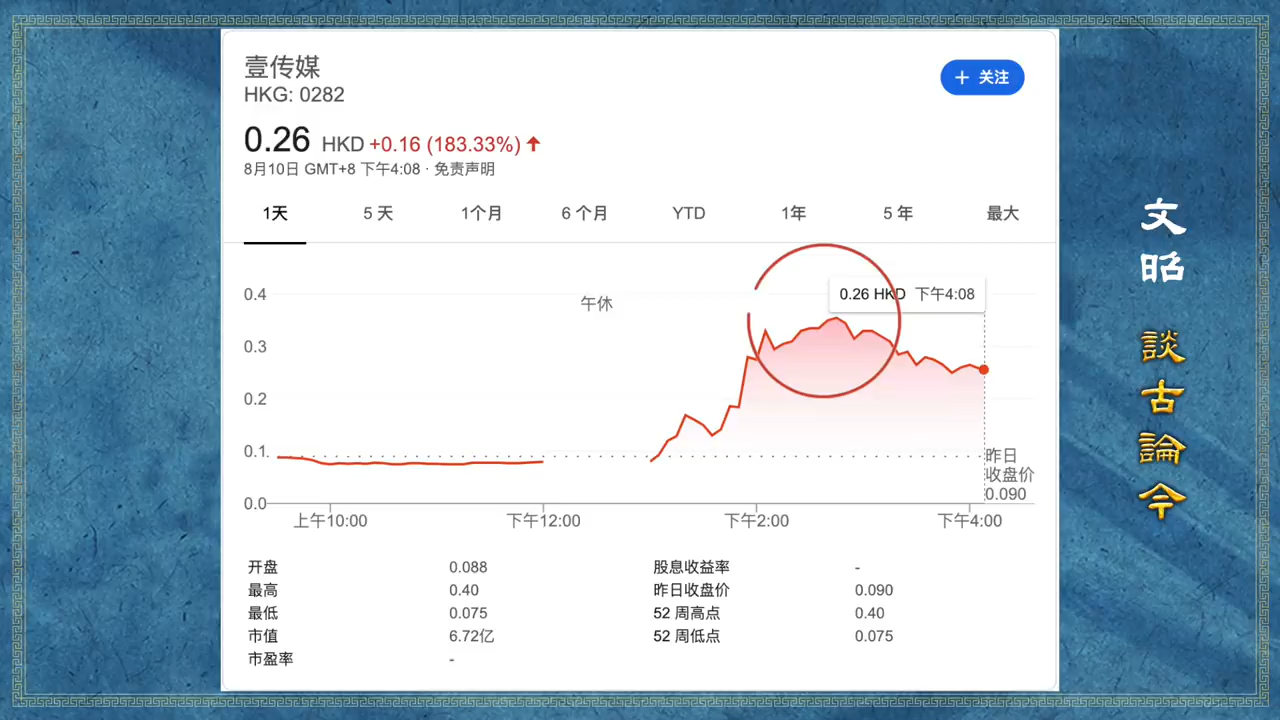 壹传媒
HKG: 0282
+ 关注
0.26 HKD +0.16 (183.33%)
8月10日 GMT+8 下午4:08 · 免责声明
1天 5 天 1个月 6 个月 YTD 1年 5 年 最大
0.4
0.3
0.2
0.1
0.0
午休
0.26 HKD 下午4:08
昨日
收盘价
0.090
上午10:00 下午12:00 下午2:00 下午4:00
开盘 0.088 股息收益率 -
最高 0.40 昨日收盘价 0.090
最低 0.075 52 周高点 0.40
市值 6.72亿 52 周低点 0.075
市盈率 -
文昭
談古論今